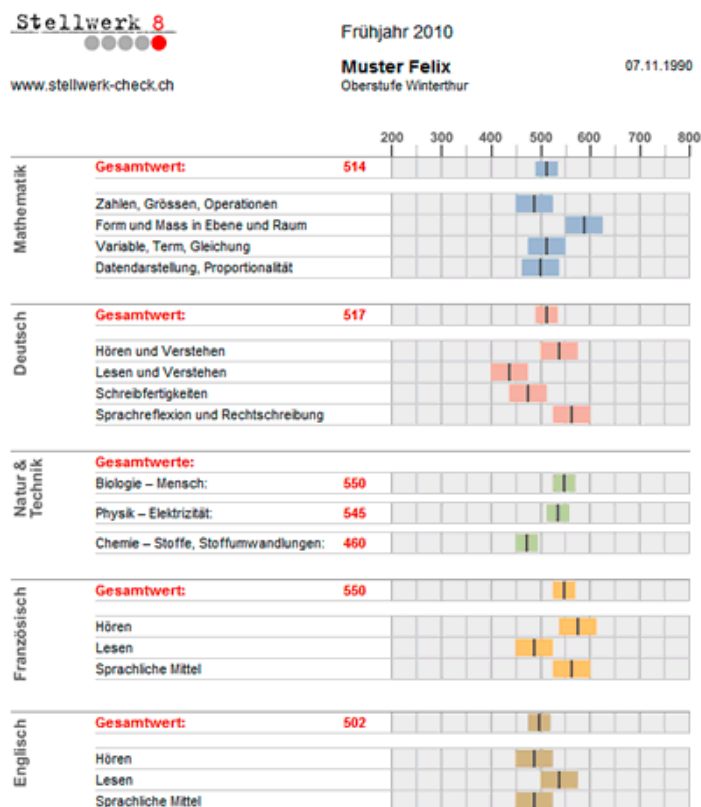 Stellwerk 8
Frühjahr 2010
Muster Felix 07.11.1990
www.stellwerk-check.ch Oberstufe Winterthur
200 300 400 500 600 700 800
Mathematik
Gesamtwert: 514
Zahlen, Grössen, Operationen
Form und Mass in Ebene und Raum
Variable, Term, Gleichung
Datendarstellung, Proportionalität
Deutsch
Gesamtwert: 517
Hören und Verstehen
Lesen und Verstehen
Schreibfertigkeiten
Sprachreflexion und Rechtschreibung
Natur &
Technik
Gesamtwerte:
Biologie – Mensch: 550
Physik – Elektrizität: 545
Chemie – Stoffe, Stoffumwandlungen: 460
Französisch
Gesamtwert: 550
Hören
Lesen
Sprachliche Mittel
Englisch
Gesamtwert: 502
Hören
Lesen
Sprachliche Mittel